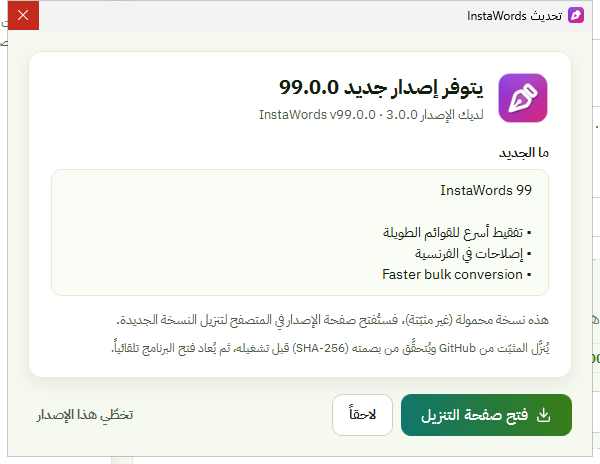 تحديث InstaWords
يتوفر إصدار جديد 99.0.0
لديك الإصدار 3.0.0 · InstaWords v99.0.0
ما الجديد
InstaWords 99
• تفقيط أسرع للقوائم الطويلة
• إصلاحات في الفرنسية
• Faster bulk conversion
هذه نسخة محمولة (غير مثبّتة)، فستُفتح صفحة الإصدار في المتصفح لتنزيل النسخة الجديدة.
يُنزَّل المثبّت من GitHub ويُتحقَّق من بصمته (SHA-256) قبل تشغيله، ثم يُعاد فتح البرنامج تلقائياً.
فتح صفحة التنزيل
لاحقاً
تخطّي هذا الإصدار